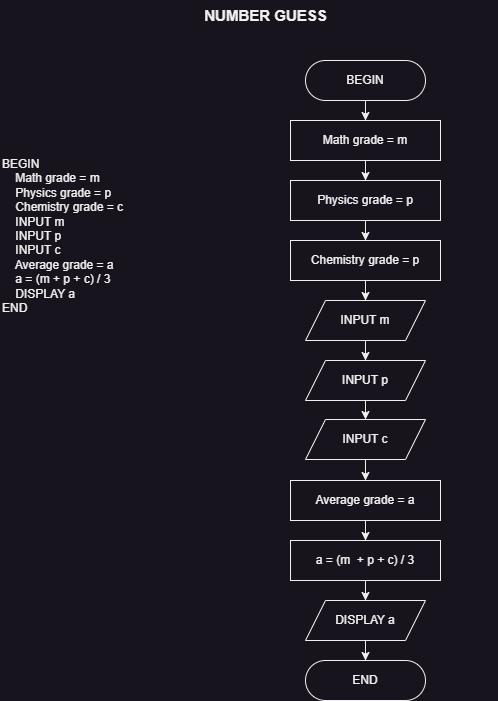 NUMBER GUESS
BEGIN
Math grade = m
Physics grade = p
Chemistry grade = c
INPUT m
INPUT p
INPUT c
Average grade = a
a = (m + p + c) / 3
DISPLAY a
END
BEGIN
Math grade = m
Physics grade = p
Chemistry grade = p
INPUT m
INPUT p
INPUT c
Average grade = a
a = (m  + p + c) / 3
DISPLAY a
END